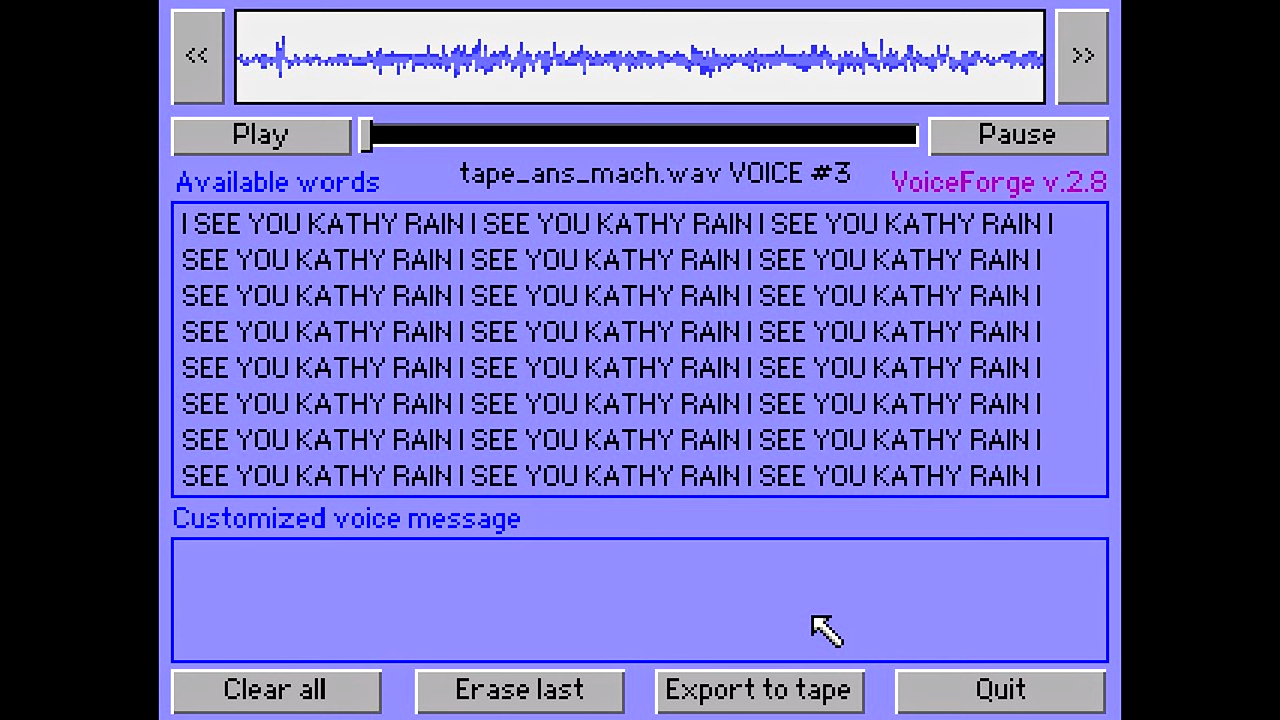 << >>
Play Pause
Available words tape_ans_mach.wav VOICE #3 VoiceForge v.2.8
I SEE YOU KATHY RAIN I SEE YOU KATHY RAIN I SEE YOU KATHY RAIN I
SEE YOU KATHY RAIN I SEE YOU KATHY RAIN I SEE YOU KATHY RAIN I
SEE YOU KATHY RAIN I SEE YOU KATHY RAIN I SEE YOU KATHY RAIN I
SEE YOU KATHY RAIN I SEE YOU KATHY RAIN I SEE YOU KATHY RAIN I
SEE YOU KATHY RAIN I SEE YOU KATHY RAIN I SEE YOU KATHY RAIN I
SEE YOU KATHY RAIN I SEE YOU KATHY RAIN I SEE YOU KATHY RAIN I
SEE YOU KATHY RAIN I SEE YOU KATHY RAIN I SEE YOU KATHY RAIN I
SEE YOU KATHY RAIN I SEE YOU KATHY RAIN I SEE YOU KATHY RAIN I
Customized voice message
Clear all Erase last Export to tape Quit